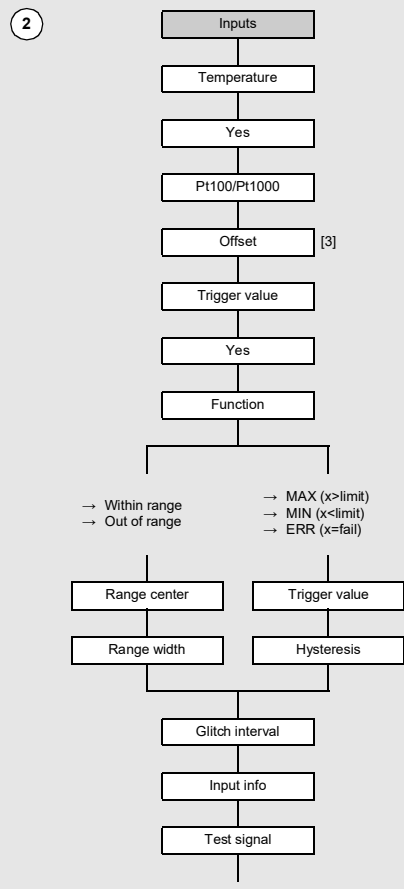 2
Inputs
Temperature
Yes
Pt100/Pt1000
Offset [3]
Trigger value
Yes
Function
→ Within range
→ Out of range
→ MAX (x>limit)
→ MIN (x<limit)
→ ERR (x=fail)
Range center
Trigger value
Range width
Hysteresis
Glitch interval
Input info
Test signal